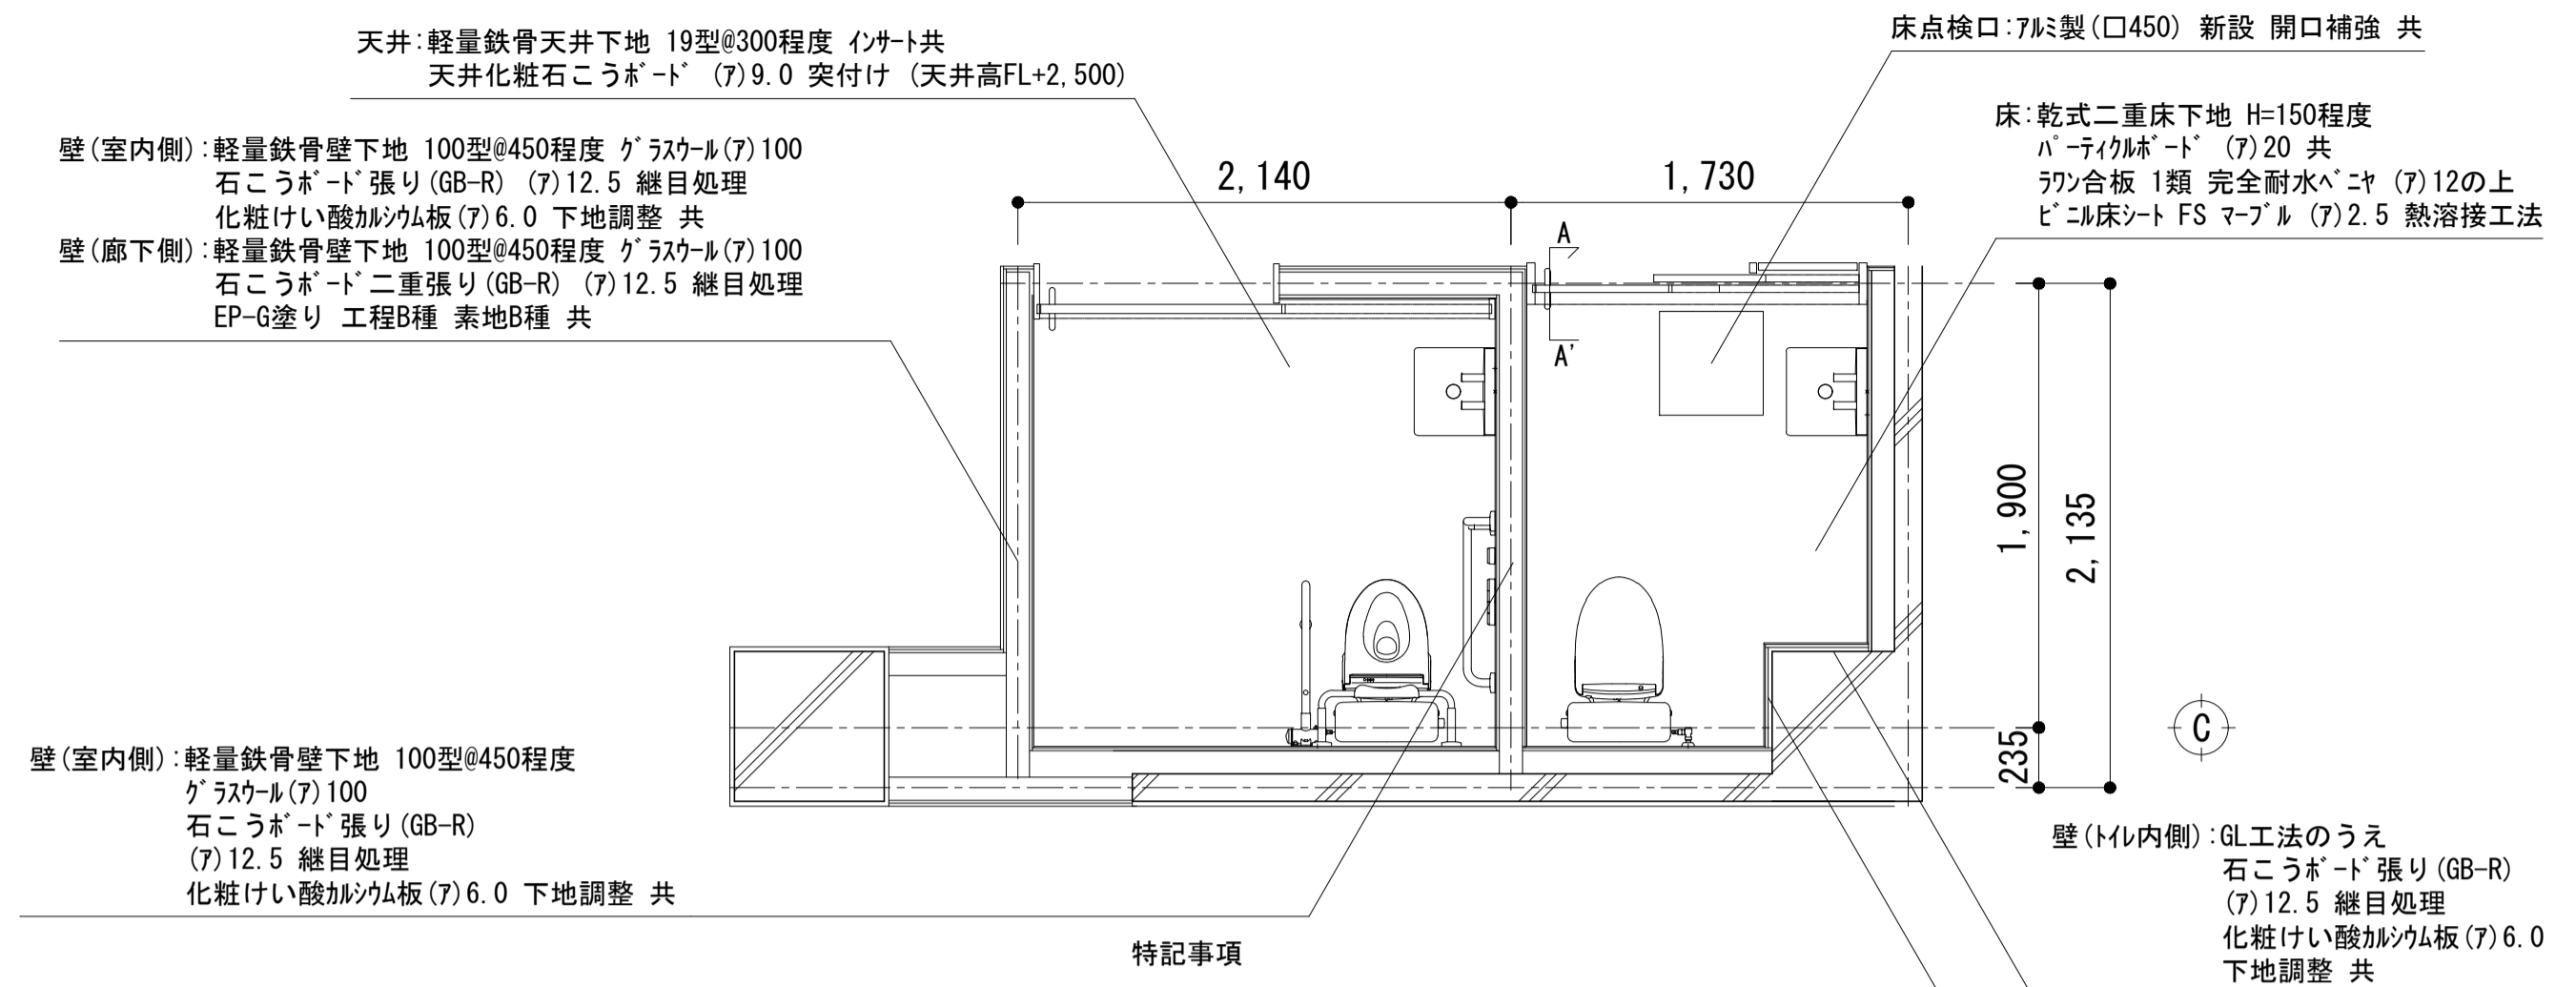 天井:軽量鉄骨天井下地 19型@300程度 ｲﾝｻｰﾄ共
天井化粧石こうﾎﾞｰﾄﾞ (ｱ)9.0 突付け (天井高FL+2,500)
床点検口:ｱﾙﾐ製(□450) 新設 開口補強 共
床:乾式二重床下地 H=150程度
ﾊﾟｰﾃｨｸﾙﾎﾞｰﾄﾞ (ｱ)20 共
ﾗﾜﾝ合板 1類 完全耐水ﾍﾞﾆﾔ (ｱ)12の上
ﾋﾞﾆﾙ床ｼｰﾄ FS ﾏｰﾌﾞﾙ (ｱ)2.5 熱溶接工法
壁(室内側):軽量鉄骨壁下地 100型@450程度 ｸﾞﾗｽｳｰﾙ(ｱ)100
石こうﾎﾞｰﾄﾞ張り(GB-R) (ｱ)12.5 継目処理
化粧けい酸ｶﾙｼｳﾑ板(ｱ)6.0 下地調整 共
壁(廊下側):軽量鉄骨壁下地 100型@450程度 ｸﾞﾗｽｳｰﾙ(ｱ)100
石こうﾎﾞｰﾄﾞ二重張り(GB-R) (ｱ)12.5 継目処理
EP-G塗り 工程B種 素地B種 共
2,140
1,730
A
A'
1,900
2,135
235
C
壁(室内側):軽量鉄骨壁下地 100型@450程度
ｸﾞﾗｽｳｰﾙ(ｱ)100
石こうﾎﾞｰﾄﾞ張り(GB-R)
(ｱ)12.5 継目処理
化粧けい酸ｶﾙｼｳﾑ板(ｱ)6.0 下地調整 共
壁(ﾄｲﾚ内側):GL工法のうえ
石こうﾎﾞｰﾄﾞ張り(GB-R)
(ｱ)12.5 継目処理
化粧けい酸ｶﾙｼｳﾑ板(ｱ)6.0
下地調整 共
特記事項